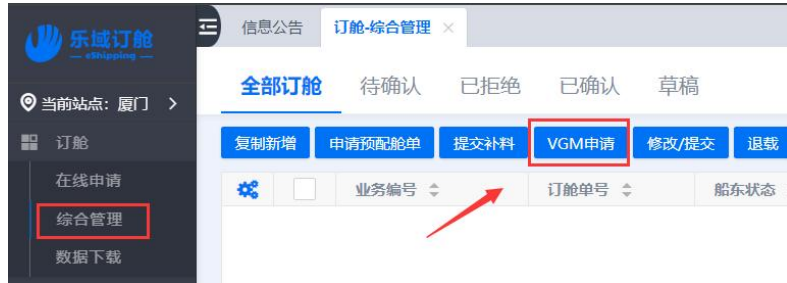 乐域订舱
eShipping
信息公告 订舱-综合管理 ×
当前站点：厦门 >
全部订舱 待确认 已拒绝 已确认 草稿
订舱
复制新增 申请预配舱单 提交补料 VGM申请 修改/提交 退载
在线申请
业务编号 订舱单号 船东状态
综合管理
数据下载